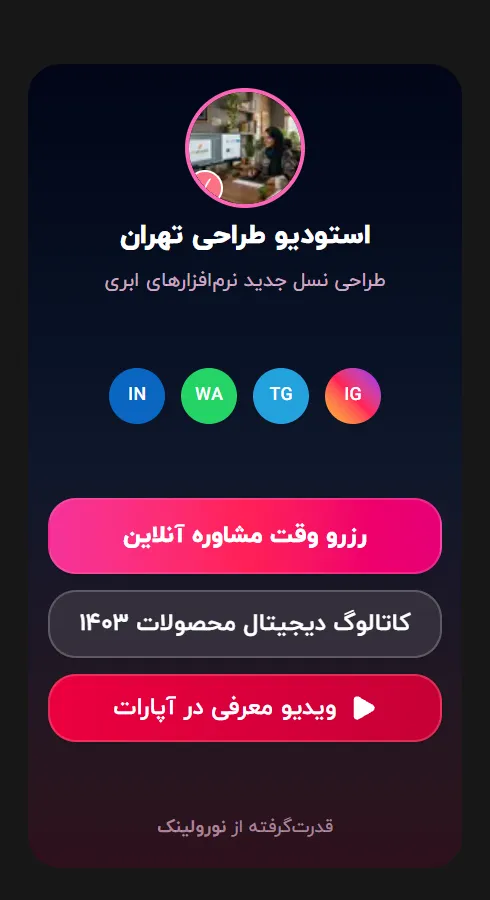 استودیو طراحی تهران
طراحی نسل جدید نرم‌افزارهای ابری
IN WA TG IG
رزرو وقت مشاوره آنلاین
کاتالوگ دیجیتال محصولات ۱۴۰۳
ویدیو معرفی در آپارات
قدرت‌گرفته از نورولینک